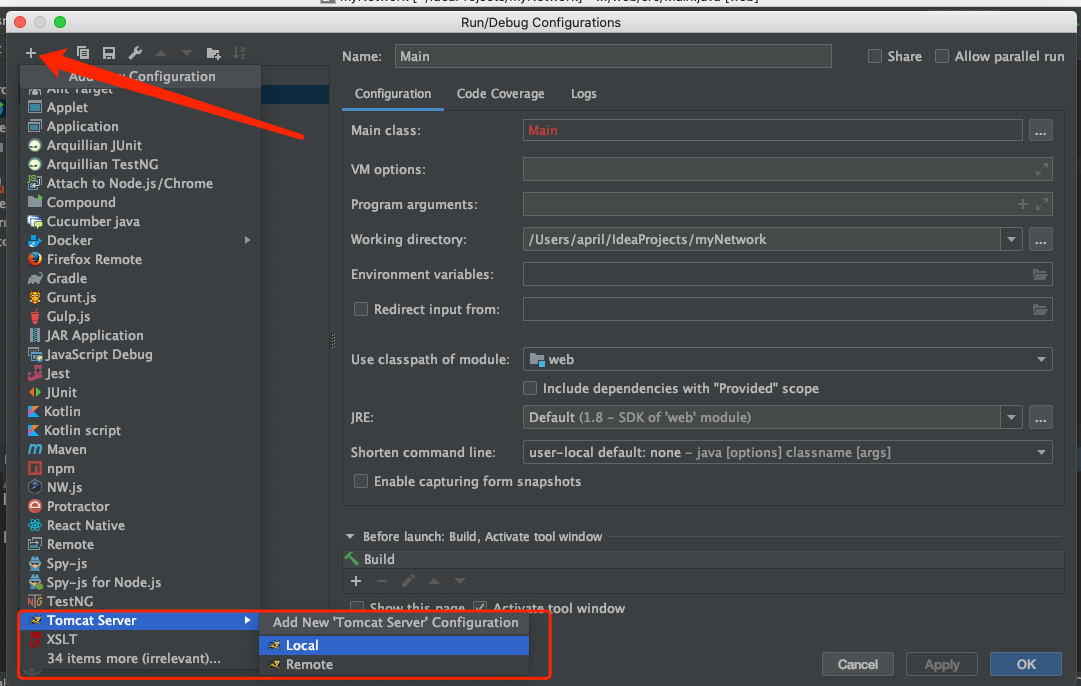 Run/Debug Configurations
Name: Main Share Allow parallel run
Add New Configuration
Ant Target
Applet
Application
Arquillian JUnit
Arquillian TestNG
Attach to Node.js/Chrome
Compound
Cucumber java
Docker
Firefox Remote
Gradle
Grunt.js
Gulp.js
JAR Application
JavaScript Debug
Jest
JUnit
Kotlin
Kotlin script
Maven
npm
NW.js
Protractor
React Native
Remote
Spy-js
Spy-js for Node.js
TestNG
Tomcat Server
XSLT
34 items more (irrelevant)...
Add New 'Tomcat Server' Configuration
Local
Remote
Configuration Code Coverage Logs
Main class: Main ...
VM options:
Program arguments:
Working directory: /Users/april/IdeaProjects/myNetwork ...
Environment variables:
Redirect input from:
Use classpath of module: web
Include dependencies with "Provided" scope
JRE: Default (1.8 – SDK of 'web' module) ...
Shorten command line: user-local default: none – java [options] classname [args]
Enable capturing form snapshots
Before launch: Build, Activate tool window
Build
Show this page Activate tool window
Cancel Apply OK